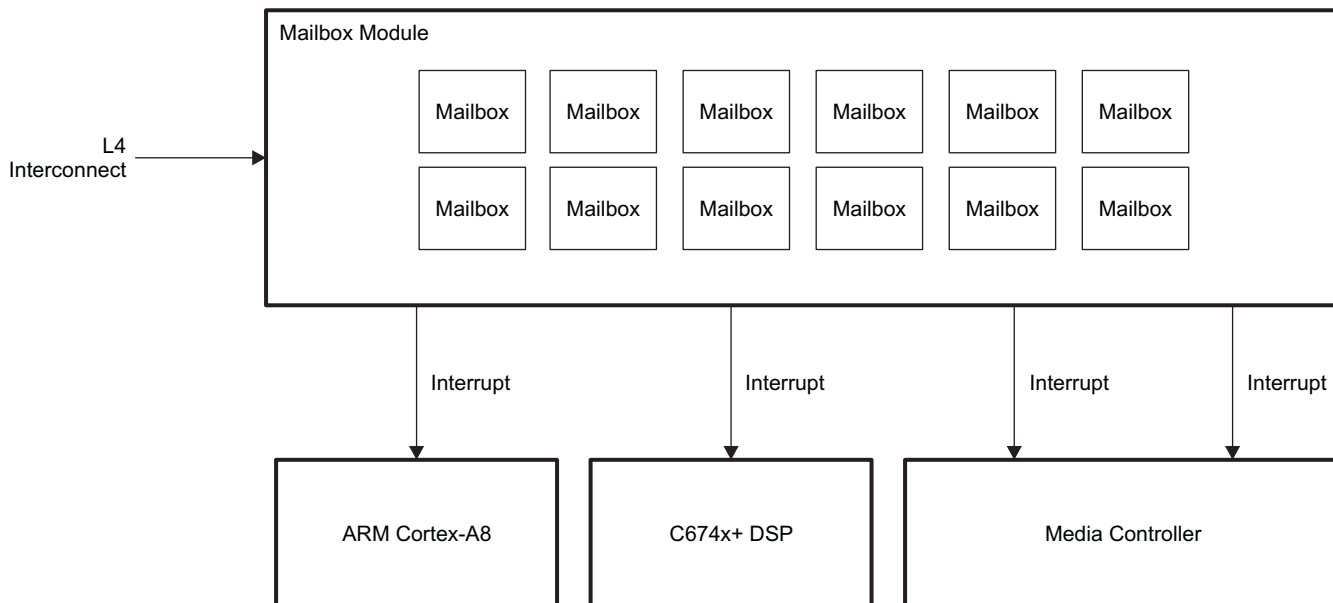 Mailbox Module
Mailbox Mailbox Mailbox Mailbox Mailbox Mailbox
L4
Interconnect
Mailbox Mailbox Mailbox Mailbox Mailbox Mailbox
Interrupt Interrupt Interrupt Interrupt
ARM Cortex-A8 C674x+ DSP Media Controller